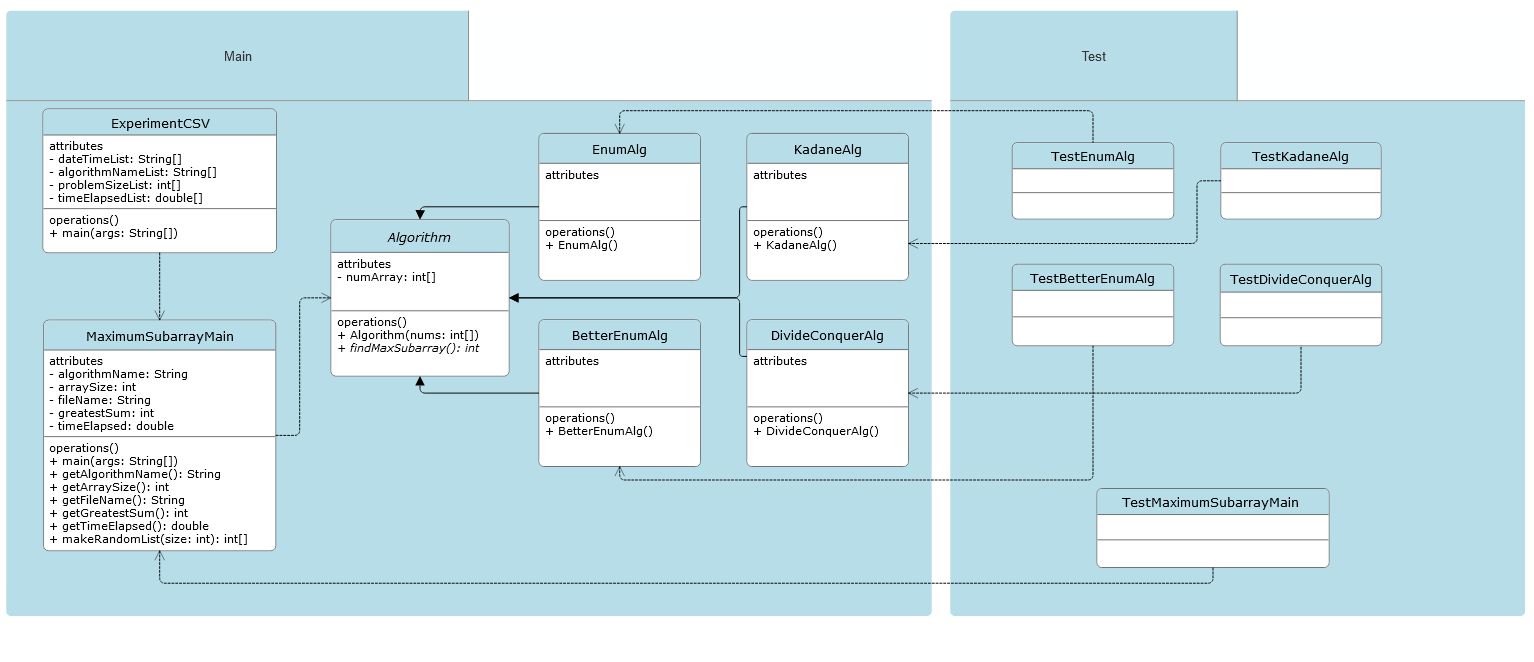 Main
Test
ExperimentCSV
attributes
- dateTimeList: String[]
- algorithmNameList: String[]
- problemSizeList: int[]
- timeElapsedList: double[]
operations()
+ main(args: String[])
MaximumSubarrayMain
attributes
- algorithmName: String
- arraySize: int
- fileName: String
- greatestSum: int
- timeElapsed: double
operations()
+ main(args: String[])
+ getAlgorithmName(): String
+ getArraySize(): int
+ getFileName(): String
+ getGreatestSum(): int
+ getTimeElapsed(): double
+ makeRandomList(size: int): int[]
Algorithm
attributes
- numArray: int[]
operations()
+ Algorithm(nums: int[])
+ findMaxSubarray(): int
EnumAlg
attributes
operations()
+ EnumAlg()
KadaneAlg
attributes
operations()
+ KadaneAlg()
BetterEnumAlg
attributes
operations()
+ BetterEnumAlg()
DivideConquerAlg
attributes
operations()
+ DivideConquerAlg()
TestEnumAlg
TestKadaneAlg
TestBetterEnumAlg
TestDivideConquerAlg
TestMaximumSubarrayMain